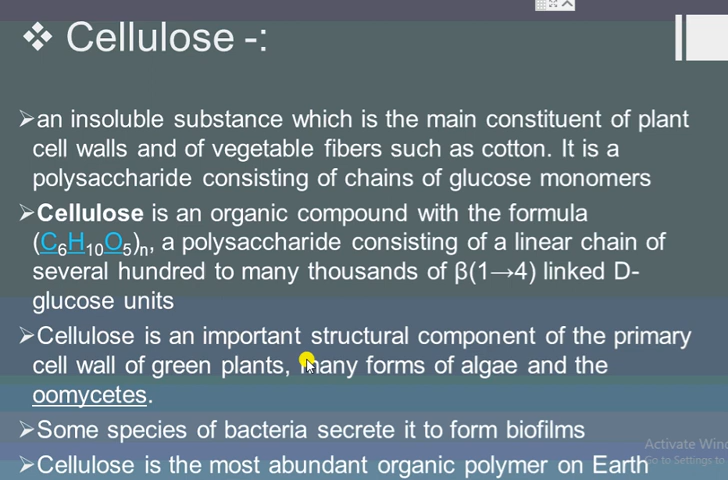 ❖ Cellulose -:
➢an insoluble substance which is the main constituent of plant
cell walls and of vegetable fibers such as cotton. It is a
polysaccharide consisting of chains of glucose monomers
➢Cellulose is an organic compound with the formula
(C6H10O5)n, a polysaccharide consisting of a linear chain of
several hundred to many thousands of β(1→4) linked D-
glucose units
➢Cellulose is an important structural component of the primary
cell wall of green plants, many forms of algae and the
oomycetes.
➢Some species of bacteria secrete it to form biofilms
➢Cellulose is the most abundant organic polymer on Earth
Activate Win
Go to Settings to